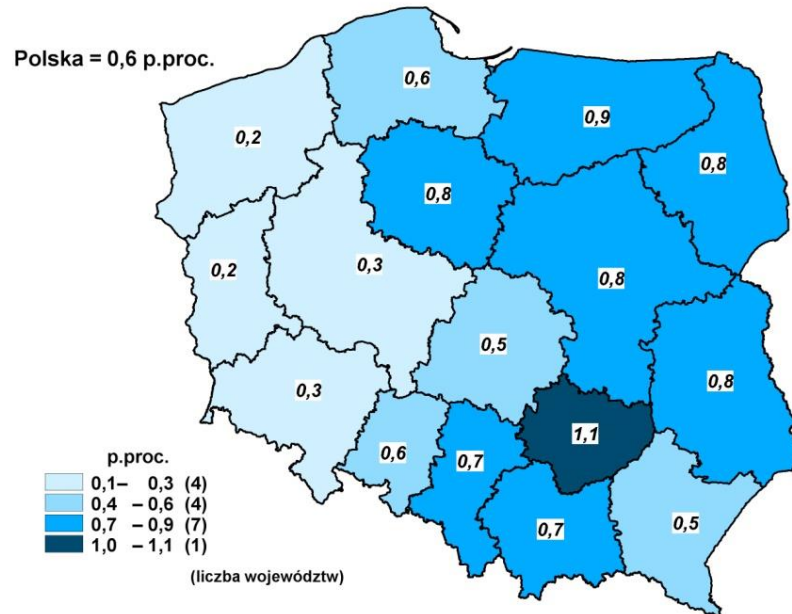 Polska = 0,6 p.proc.
0,6
0,9
0,2
0,8
0,8
0,2
0,3
0,8
0,5
0,8
0,3
1,1
0,6
0,7
0,7
0,5
p.proc.
0,1– 0,3 (4)
0,4 – 0,6 (4)
0,7 – 0,9 (7)
1,0 – 1,1 (1)
(liczba województw)